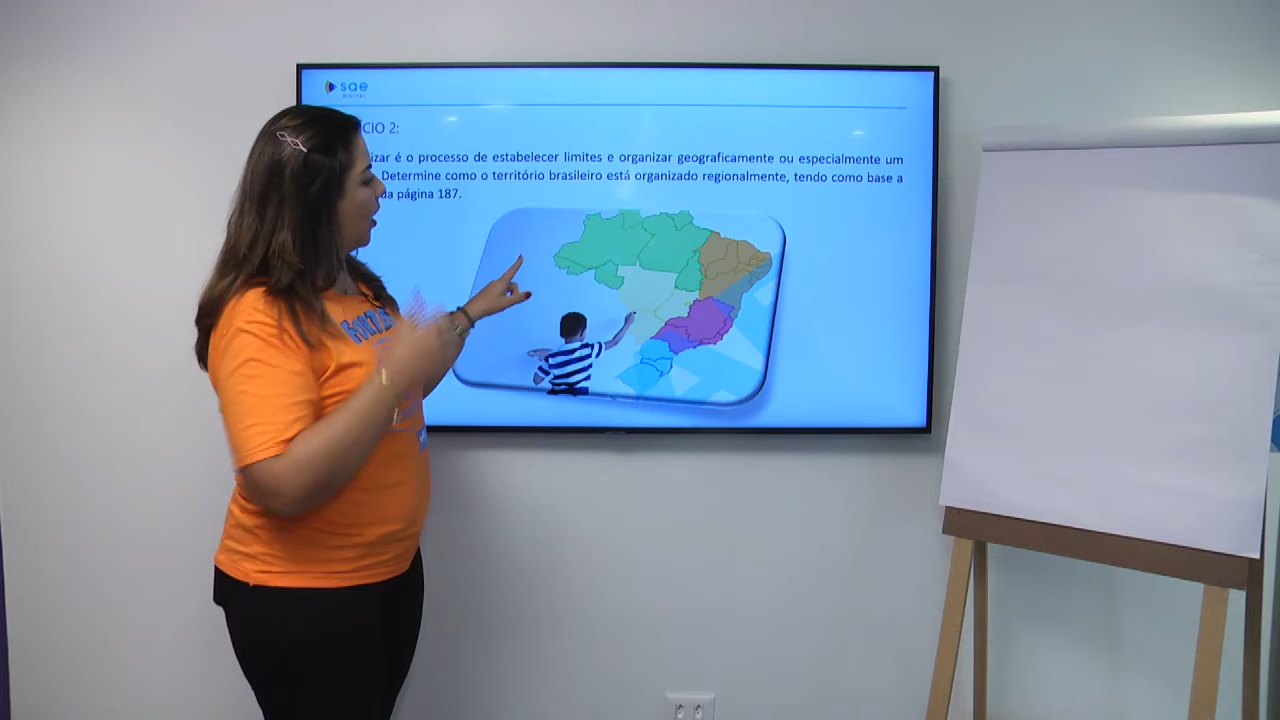 sae
DIGITAL
CIO 2:
izar é o processo de estabelecer limites e organizar geograficamente ou especialmente um
Determine como o território brasileiro está organizado regionalmente, tendo como base a
da página 187.